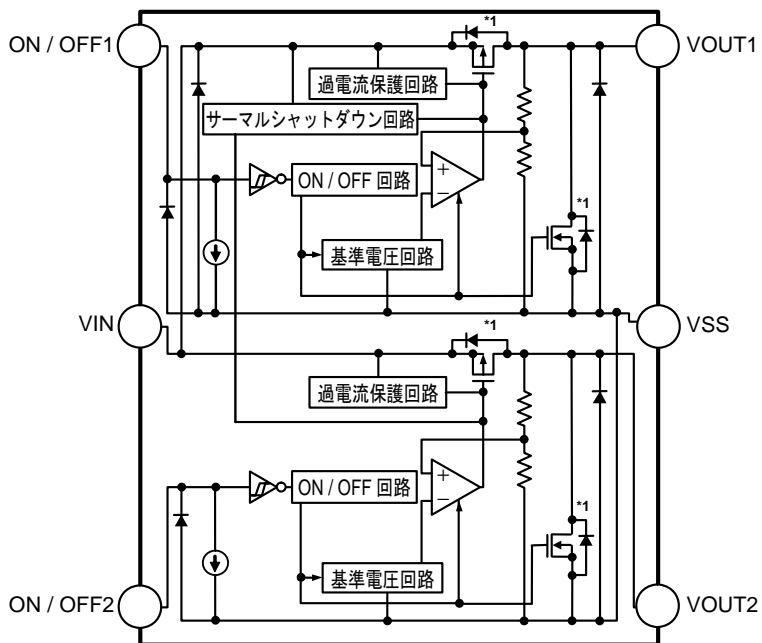 ON / OFF1
*1
VOUT1
過電流保護回路
サーマルシャットダウン回路
+
−
ON / OFF 回路
*1
基準電圧回路
VIN
*1
VSS
過電流保護回路
+
−
ON / OFF 回路
*1
基準電圧回路
ON / OFF2
VOUT2